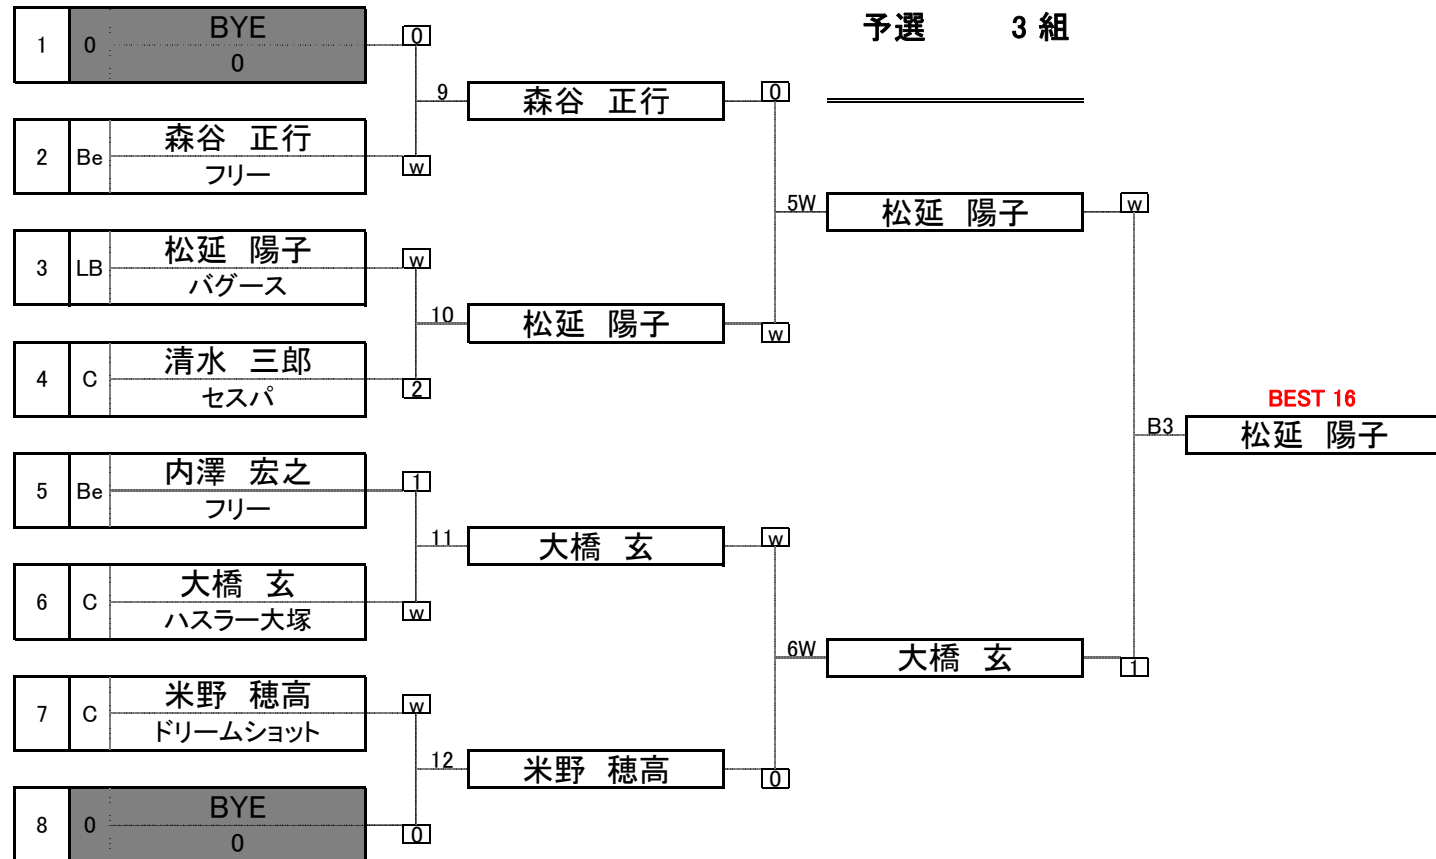 予選 3 組
1 0 BYE 0
0
9 森谷 正行 0
2 Be 森谷 正行 w
フリー
5W 松延 陽子 w
3 LB 松延 陽子 w
バグース
10 松延 陽子 w
4 C 清水 三郎 2
セスパ
BEST 16
B3 松延 陽子
5 Be 内澤 宏之 1
フリー
11 大橋 玄 w
6 C 大橋 玄 w
ハスラー大塚
6W 大橋 玄 1
7 C 米野 穂高 w
ドリームショット
12 米野 穂高 0
8 0 BYE 0
0